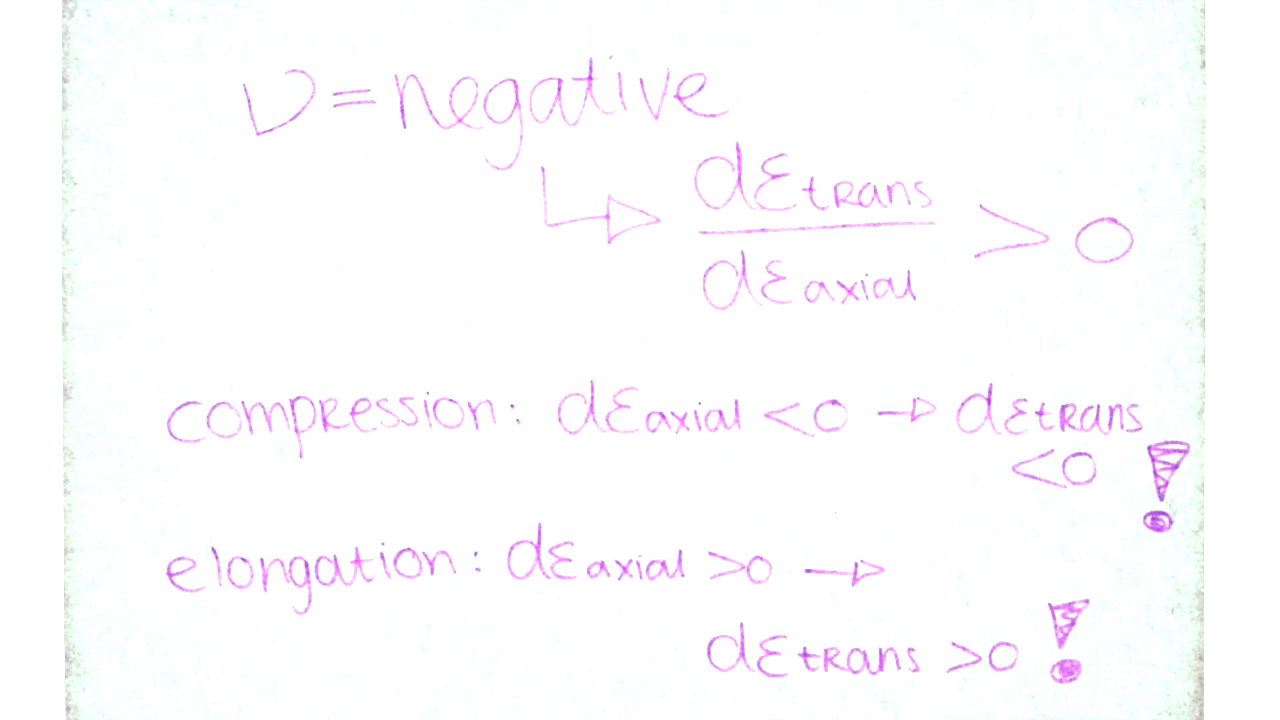 ν = negative
dεtrans
dεaxial
> 0
compression: dεaxial <0 → dεtrans
<0 !
elongation: dεaxial >0 →
dεtrans >0 !